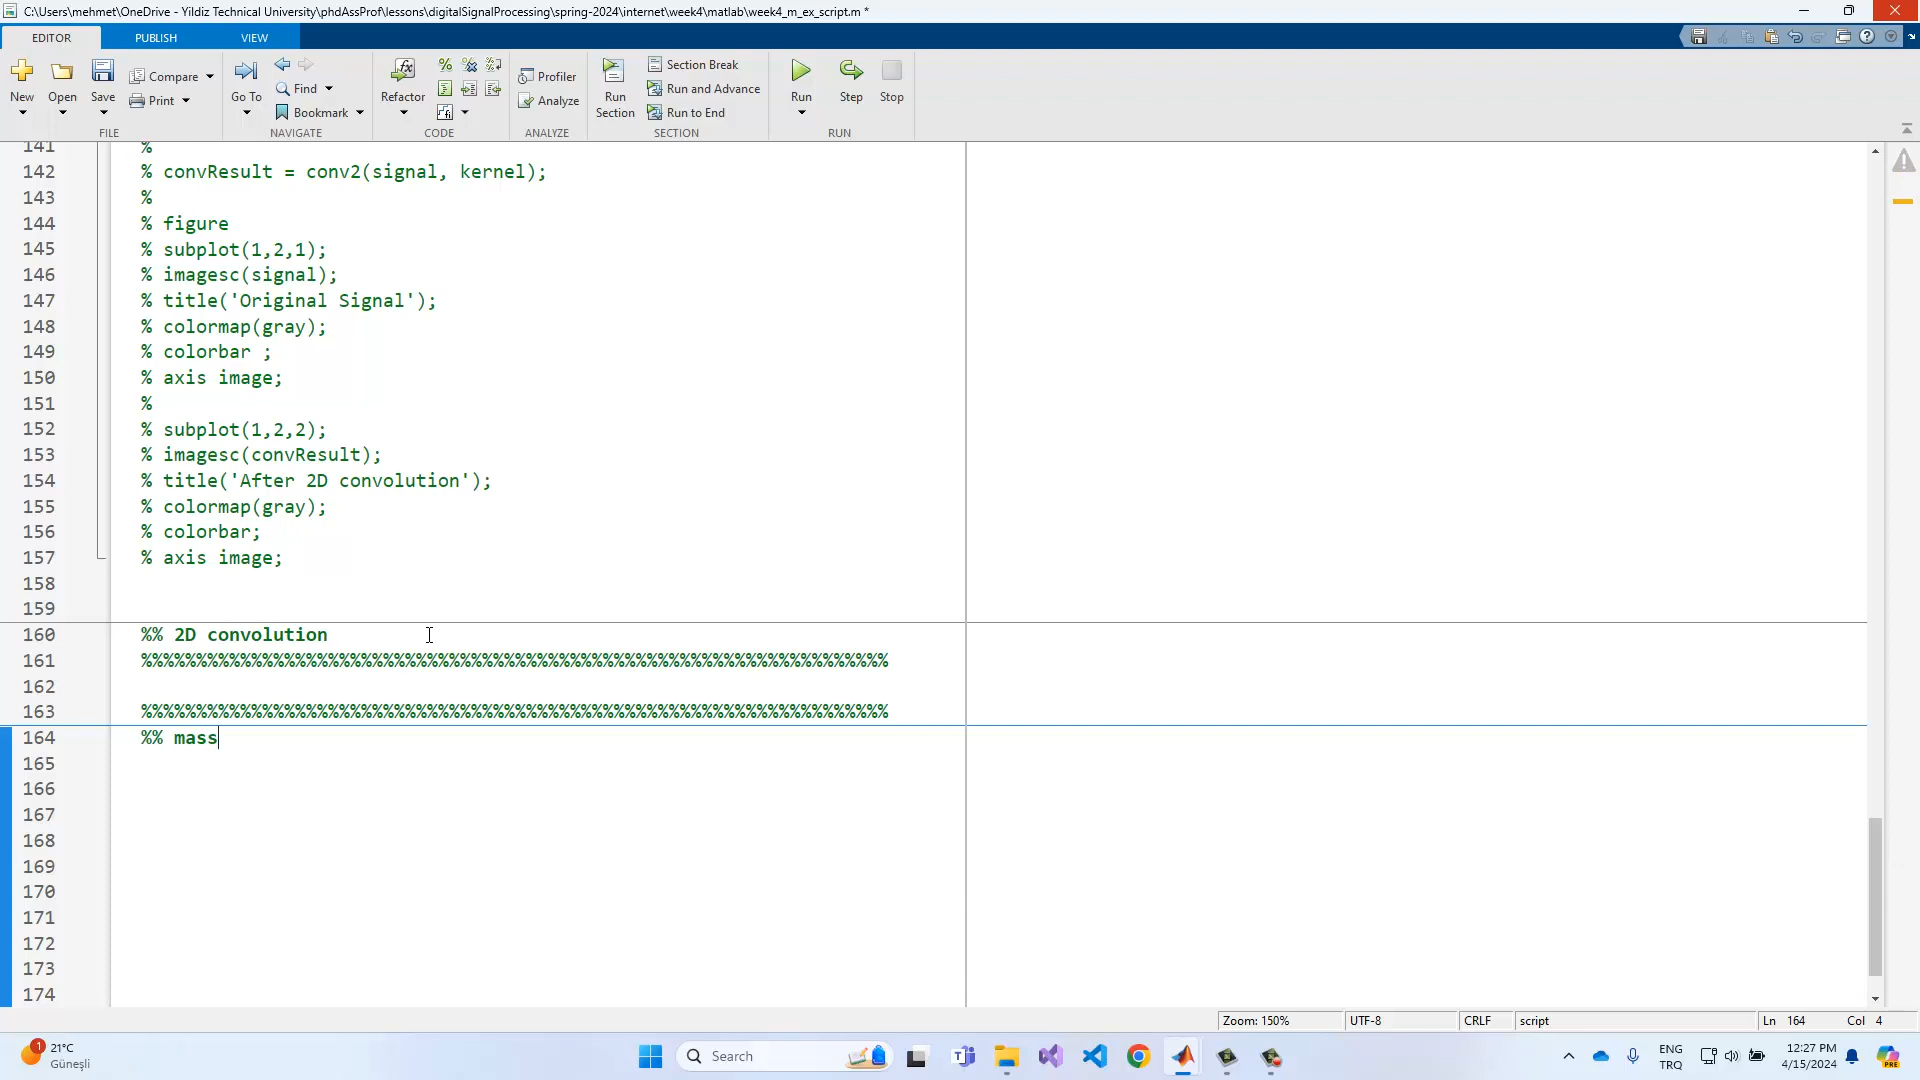 C:\Users\mehmet\OneDrive - Yildiz Technical University\phdAssProf\lessons\digitalSignalProcessing\spring-2024\internet\week4\matlab\week4_m_ex_script.m *
EDITOR PUBLISH VIEW
New Open Save Compare Print
FILE
Go To Find Bookmark
NAVIGATE
Refactor
CODE
Profiler Analyze
ANALYZE
Run Section
Section Break
Run and Advance
Run to End
SECTION
Run Step Stop
RUN
141 %
142 % convResult = conv2(signal, kernel);
143 %
144 % figure
145 % subplot(1,2,1);
146 % imagesc(signal);
147 % title('Original Signal');
148 % colormap(gray);
149 % colorbar ;
150 % axis image;
151 %
152 % subplot(1,2,2);
153 % imagesc(convResult);
154 % title('After 2D convolution');
155 % colormap(gray);
156 % colorbar;
157 % axis image;
158
159
160 %% 2D convolution
161 %%%%%%%%%%%%%%%%%%%%%%%%%%%%%%%%%%%%%%%%%%%%%%%%%%%%%%%%%%%%%%%%%%%%
162
163 %%%%%%%%%%%%%%%%%%%%%%%%%%%%%%%%%%%%%%%%%%%%%%%%%%%%%%%%%%%%%%%%%%%%
164 %% mass
165
166
167
168
169
170
171
172
173
174
Zoom: 150% UTF-8 CRLF script Ln 164 Col 4
1 21°C
Güneşli
Search
ENG
TRQ
12:27 PM
4/15/2024
PRE